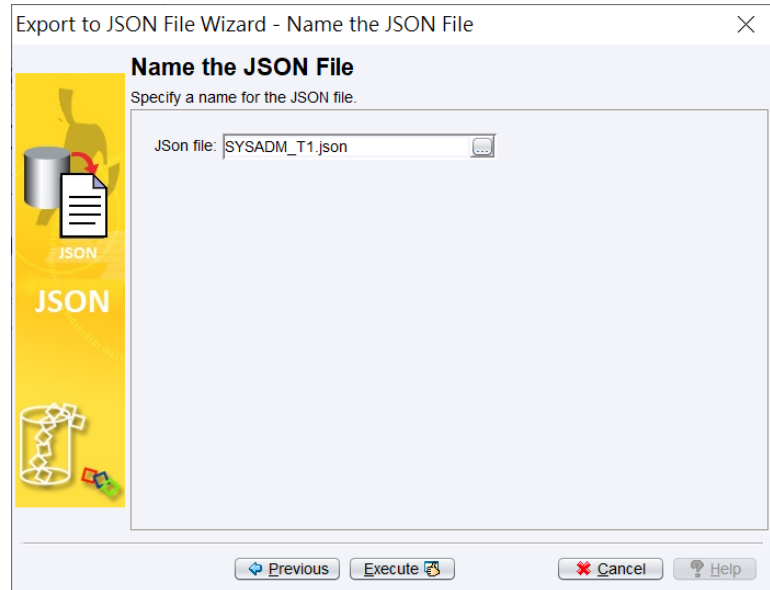 Export to JSON File Wizard - Name the JSON File
Name the JSON File
Specify a name for the JSON file.
JSon file: SYSADM_T1.json ...
JSON
JSON
Previous Execute Cancel ? Help